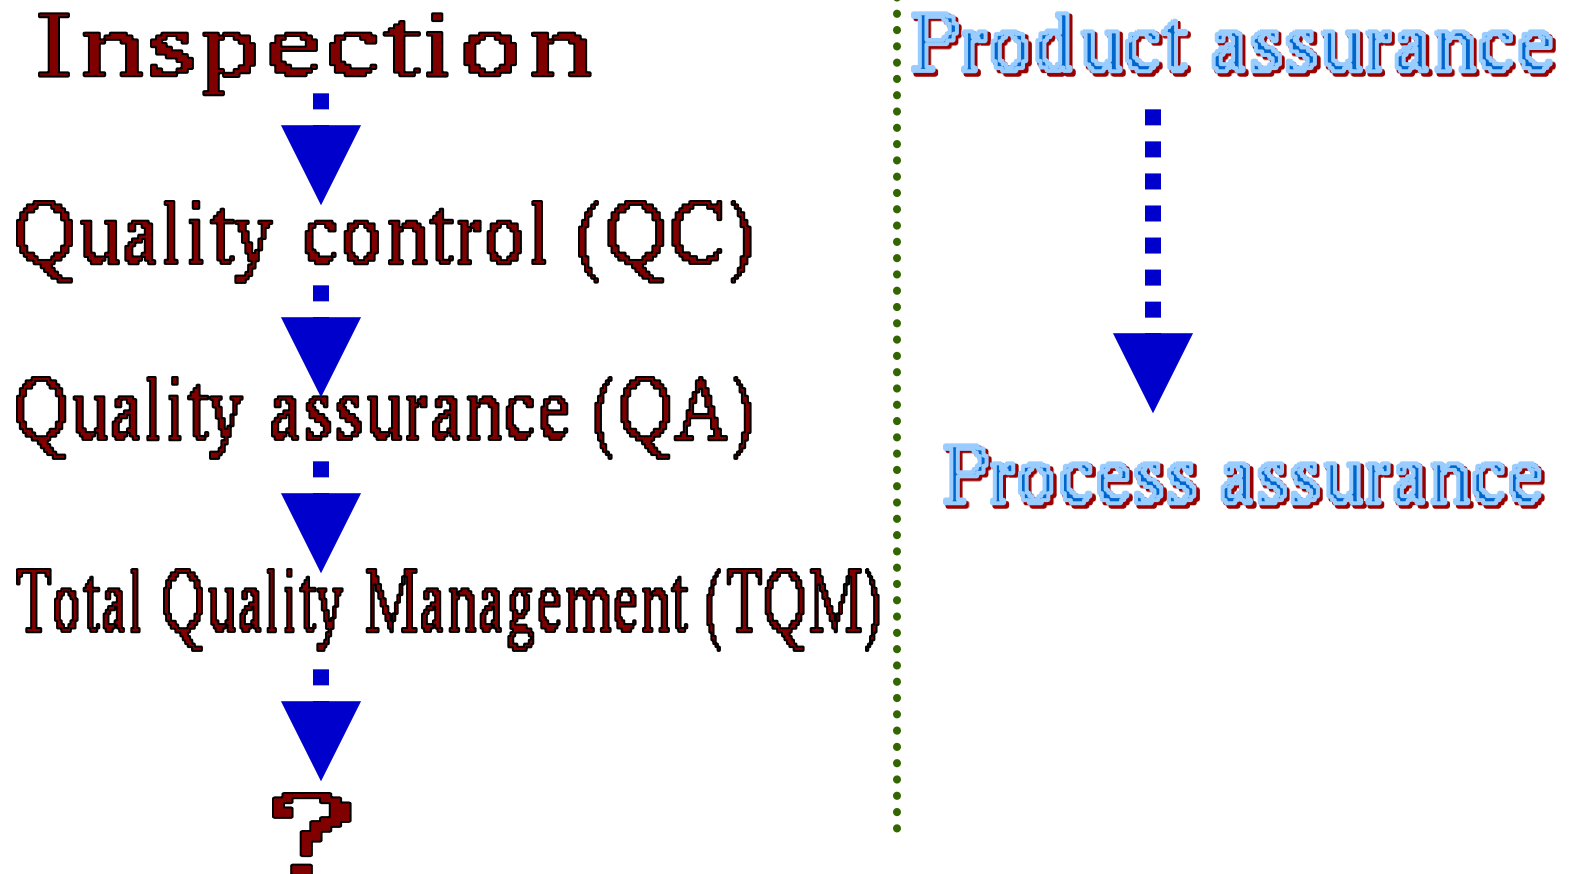 Inspection
Quality control (QC)
Quality assurance (QA)
Total Quality Management (TQM)
?
Product assurance
Process assurance